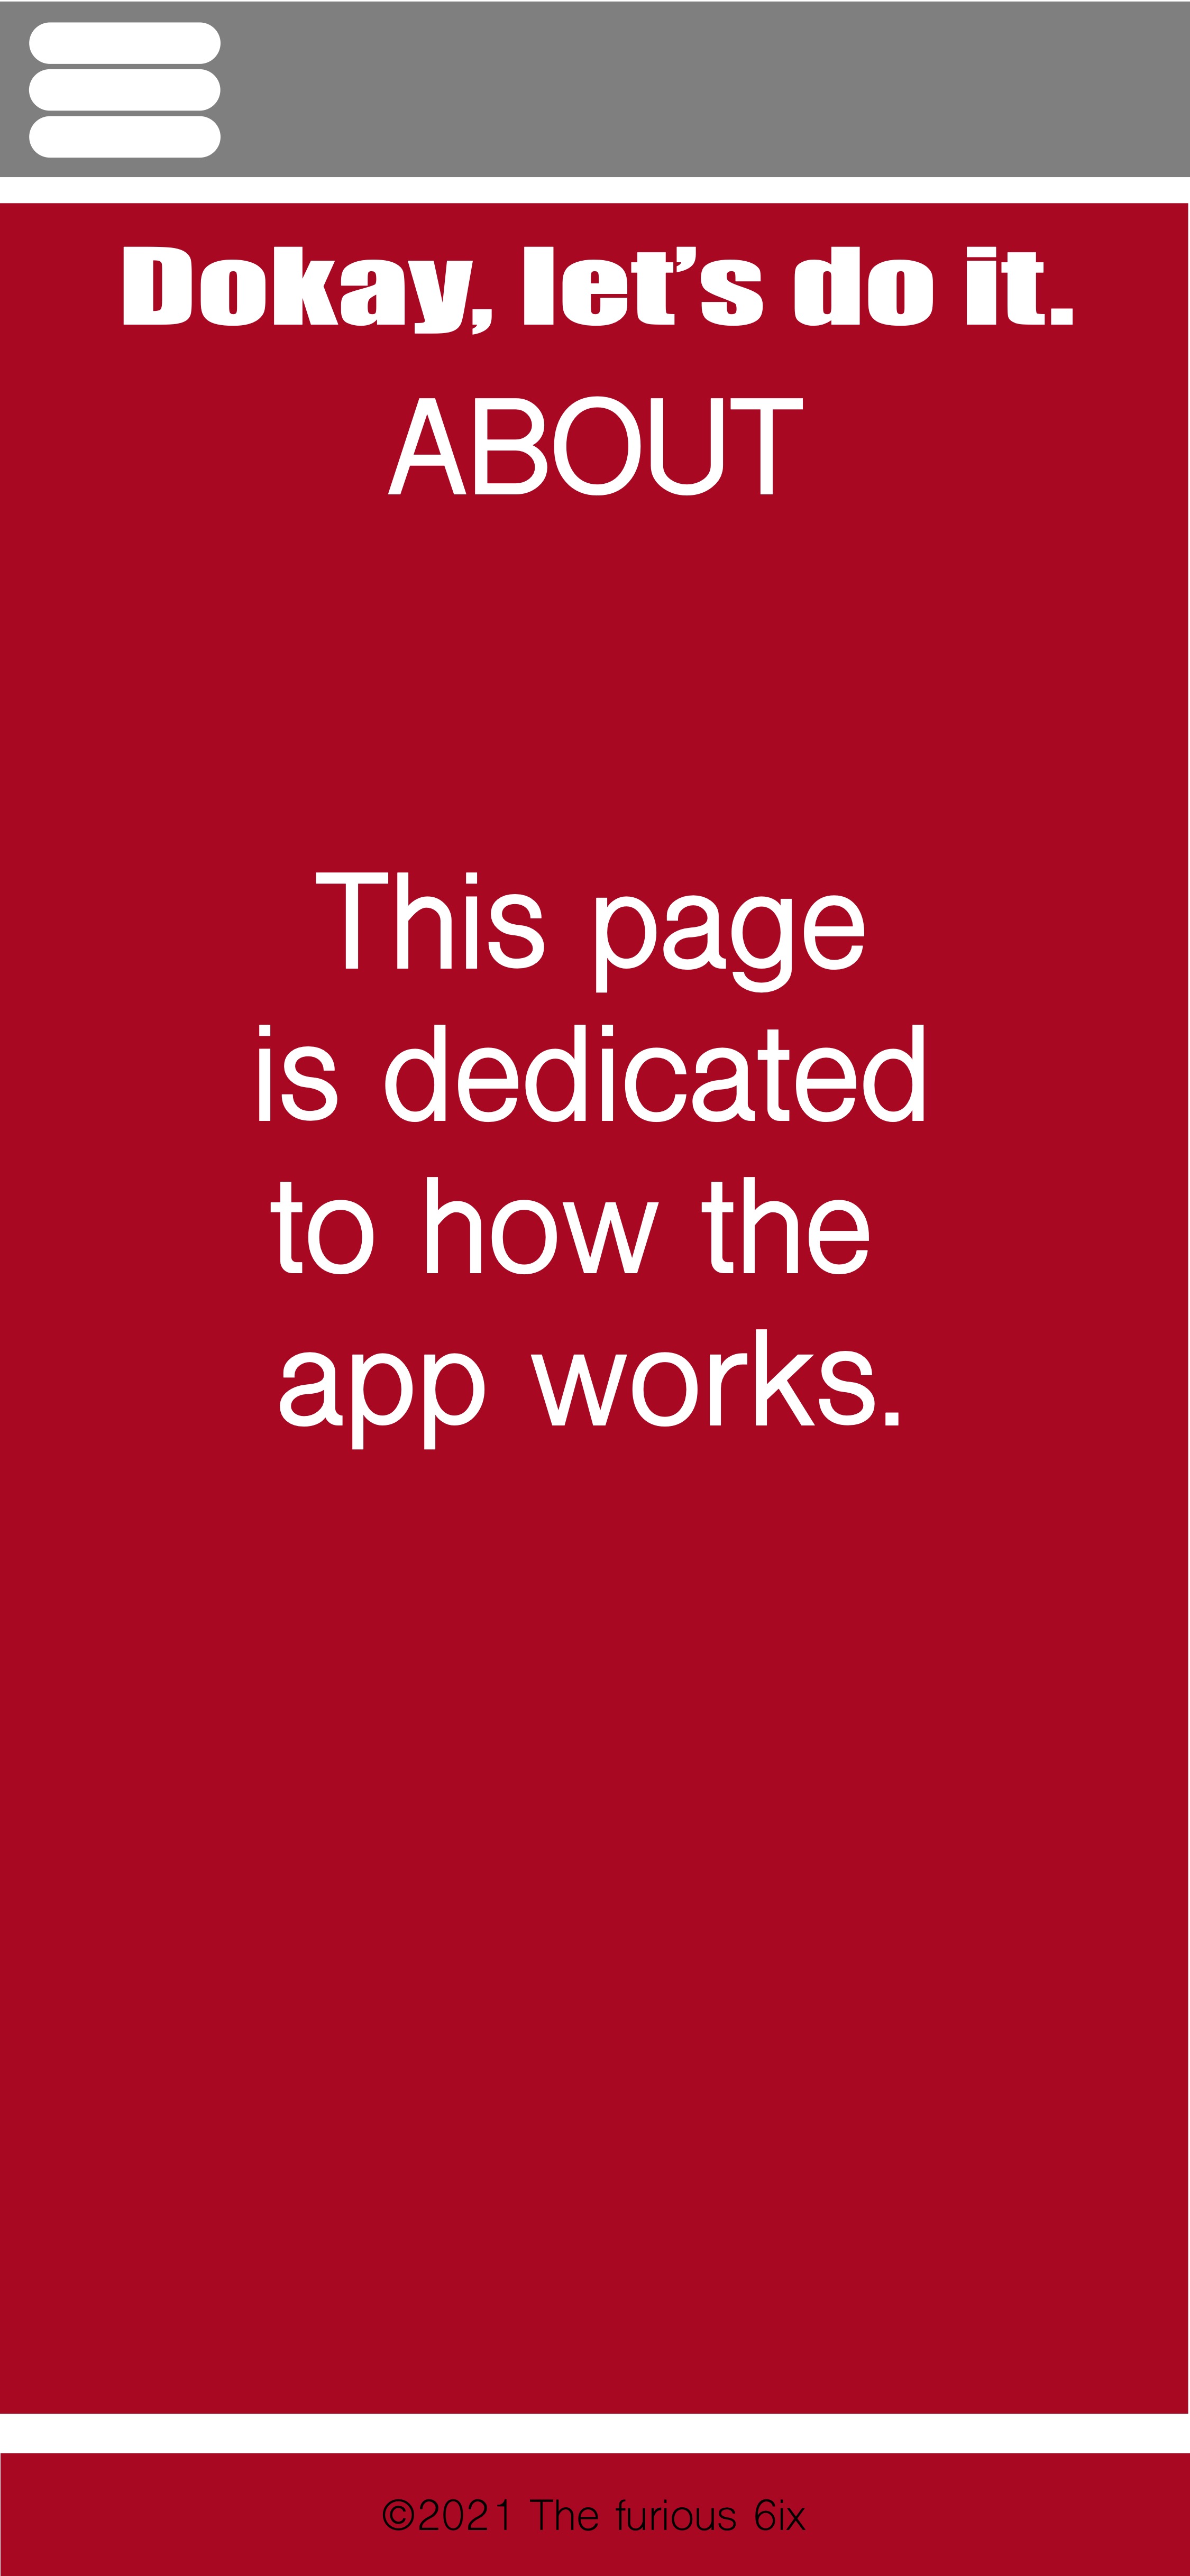 Dokay, let’s do it.
ABOUT
This page
is dedicated
to how the
app works.
©2021 The furious 6ix